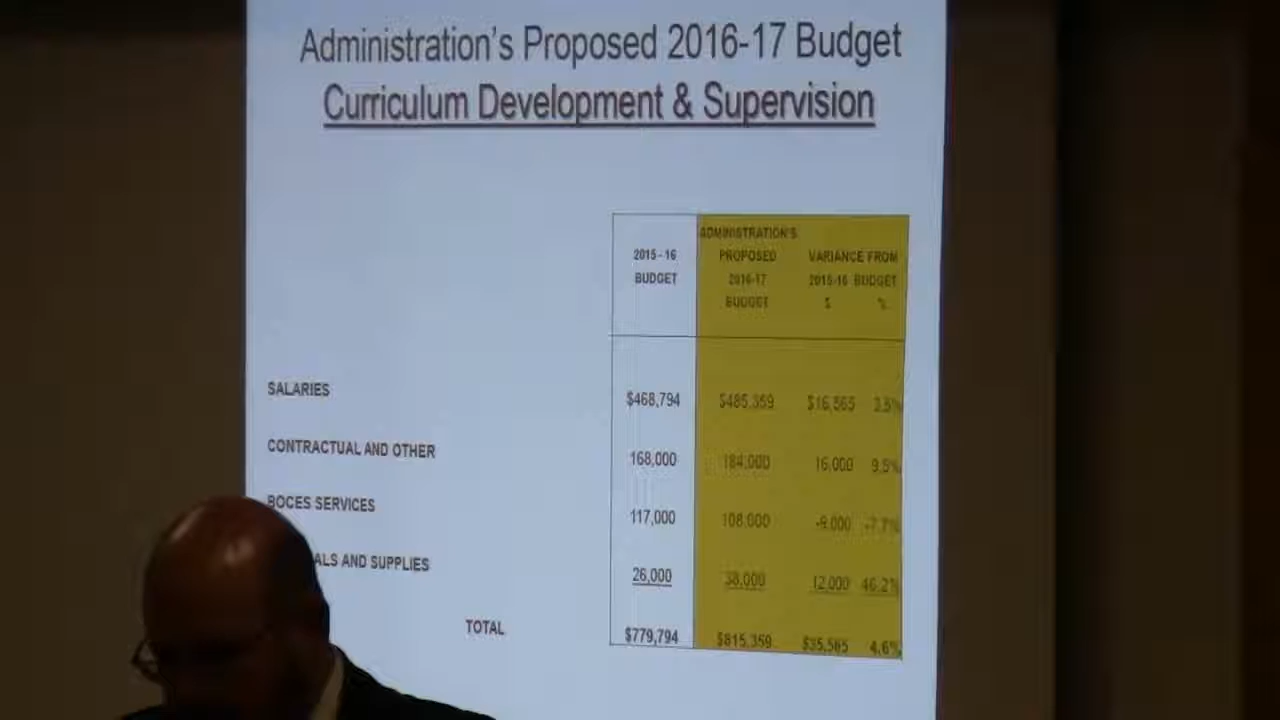 Administration's Proposed 2016-17 Budget
Curriculum Development & Supervision
ADMINISTRATION'S
2015-16 PROPOSED VARIANCE FROM
BUDGET 2016-17 2015-16 BUDGET
BUDGET $ %
SALARIES $468,794 $485,359 $16,565 3.5%
CONTRACTUAL AND OTHER 168,000 184,000 16,000 9.5%
BOCES SERVICES 117,000 108,000 -9,000 -7.7%
ALS AND SUPPLIES 26,000 38,000 12,000 46.2%
TOTAL $779,794 $815,359 $35,565 4.6%